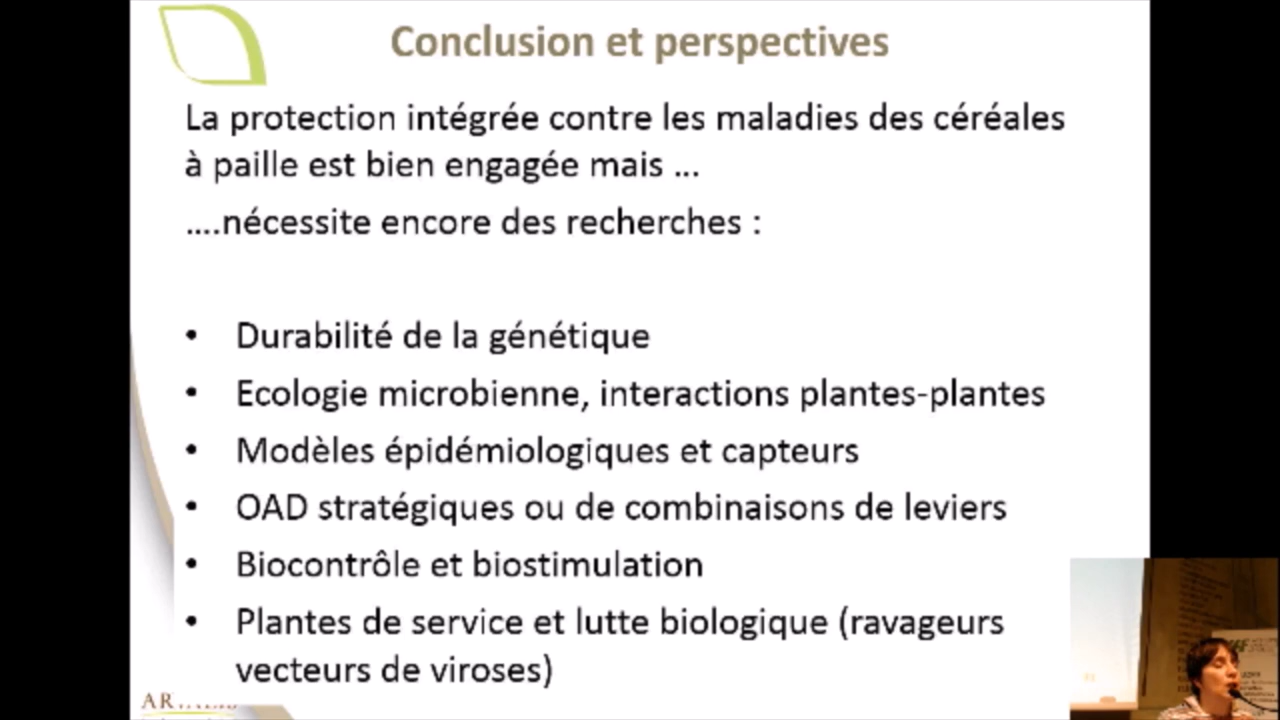 Conclusion et perspectives
La protection intégrée contre les maladies des céréales
à paille est bien engagée mais ...
....nécessite encore des recherches :
• Durabilité de la génétique
• Ecologie microbienne, interactions plantes-plantes
• Modèles épidémiologiques et capteurs
• OAD stratégiques ou de combinaisons de leviers
• Biocontrôle et biostimulation
• Plantes de service et lutte biologique (ravageurs
vecteurs de viroses)